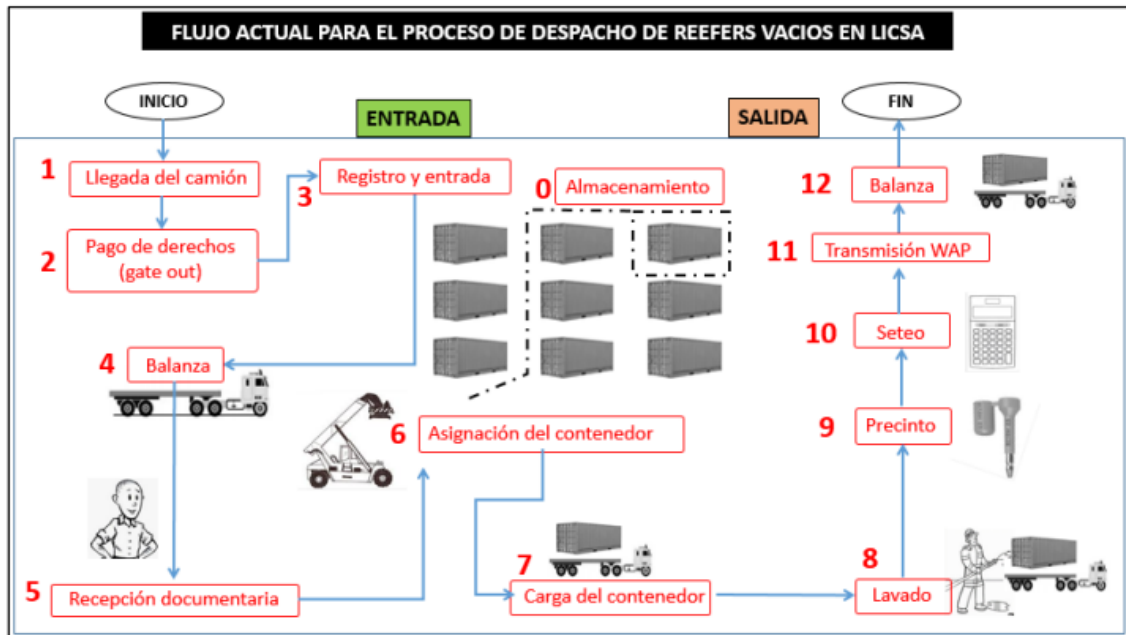 FLUJO ACTUAL PARA EL PROCESO DE DESPACHO DE REEFERS VACIOS EN LICSA
INICIO
ENTRADA
SALIDA
FIN
1
Llegada del camión
2
Pago de derechos
(gate out)
3
Registro y entrada
0
Almacenamiento
4
Balanza
5
Recepción documentaria
6
Asignación del contenedor
7
Carga del contenedor
8
Lavado
9
Precinto
10
Seteo
11
Transmisión WAP
12
Balanza